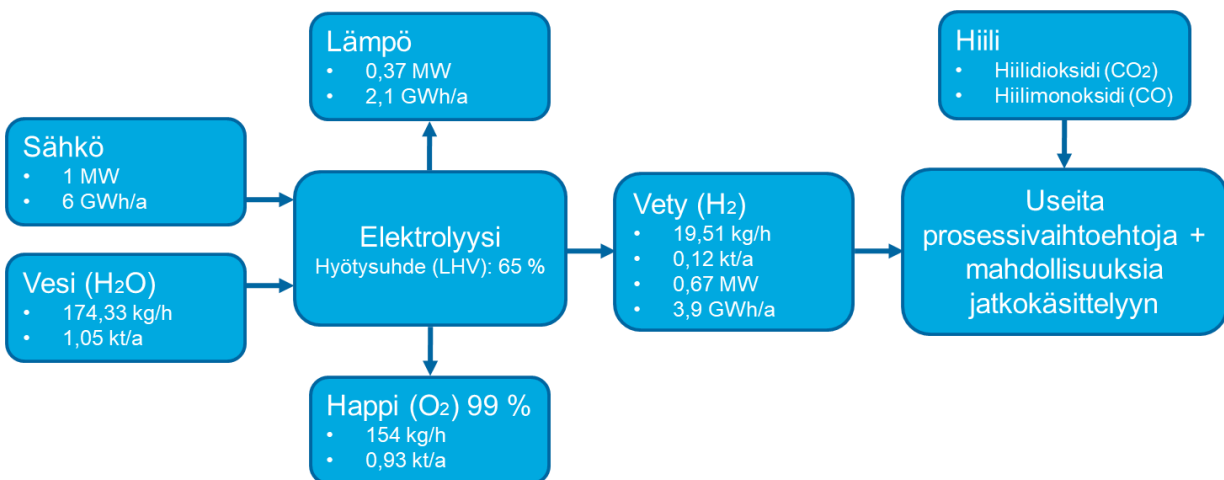 Lämpö
• 0,37 MW
• 2,1 GWh/a
Hiili
• Hiilidioksidi (CO₂)
• Hiilimonoksidi (CO)
Sähkö
• 1 MW
• 6 GWh/a
Vesi (H₂O)
• 174,33 kg/h
• 1,05 kt/a
Elektrolyysi
Hyötysuhde (LHV): 65 %
Vety (H₂)
• 19,51 kg/h
• 0,12 kt/a
• 0,67 MW
• 3,9 GWh/a
Useita
prosessivaihtoehtoja +
mahdollisuuksia
jatkokäsittelyyn
Happi (O₂) 99 %
• 154 kg/h
• 0,93 kt/a